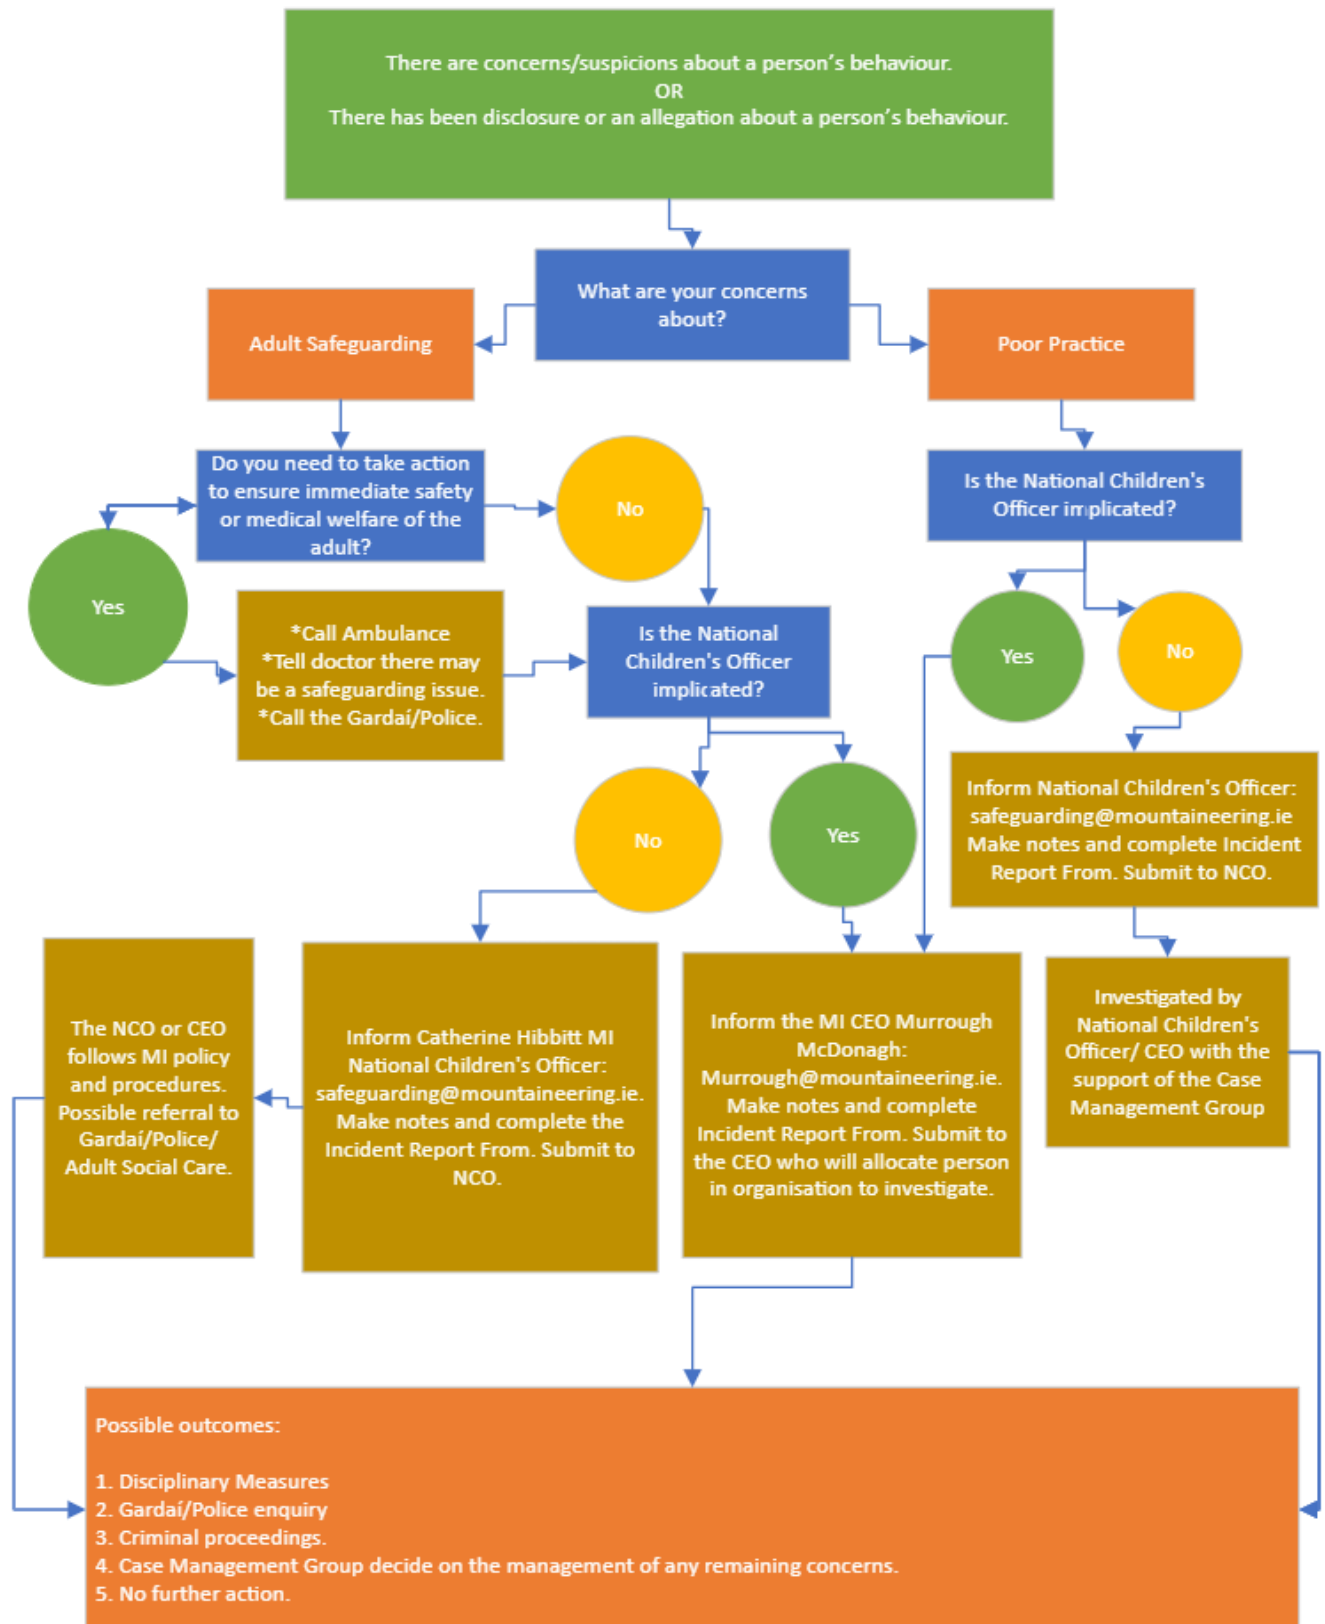 There are concerns/suspicions about a person’s behaviour.
OR
There has been disclosure or an allegation about a person’s behaviour.
What are your concerns
about?
Adult Safeguarding
Poor Practice
Do you need to take action
to ensure immediate safety
or medical welfare of the
adult?
No
Is the National Children's
Officer implicated?
Yes
*Call Ambulance
*Tell doctor there may
be a safeguarding issue.
*Call the Gardaí/Police.
Is the National
Children's Officer
implicated?
Yes
No
No
Yes
Inform National Children's Officer:
safeguarding@mountaineering.ie
Make notes and complete Incident
Report From. Submit to NCO.
The NCO or CEO
follows MI policy
and procedures.
Possible referral to
Gardaí/Police/
Adult Social Care.
Inform Catherine Hibbitt MI
National Children's Officer:
safeguarding@mountaineering.ie.
Make notes and complete the
Incident Report From. Submit to
NCO.
Inform the MI CEO Murrough
McDonagh:
Murrough@mountaineering.ie.
Make notes and complete
Incident Report From. Submit to
the CEO who will allocate person
in organisation to investigate.
Investigated by
National Children's
Officer/ CEO with the
support of the Case
Management Group
Possible outcomes:
1. Disciplinary Measures
2. Gardaí/Police enquiry
3. Criminal proceedings.
4. Case Management Group decide on the management of any remaining concerns.
5. No further action.